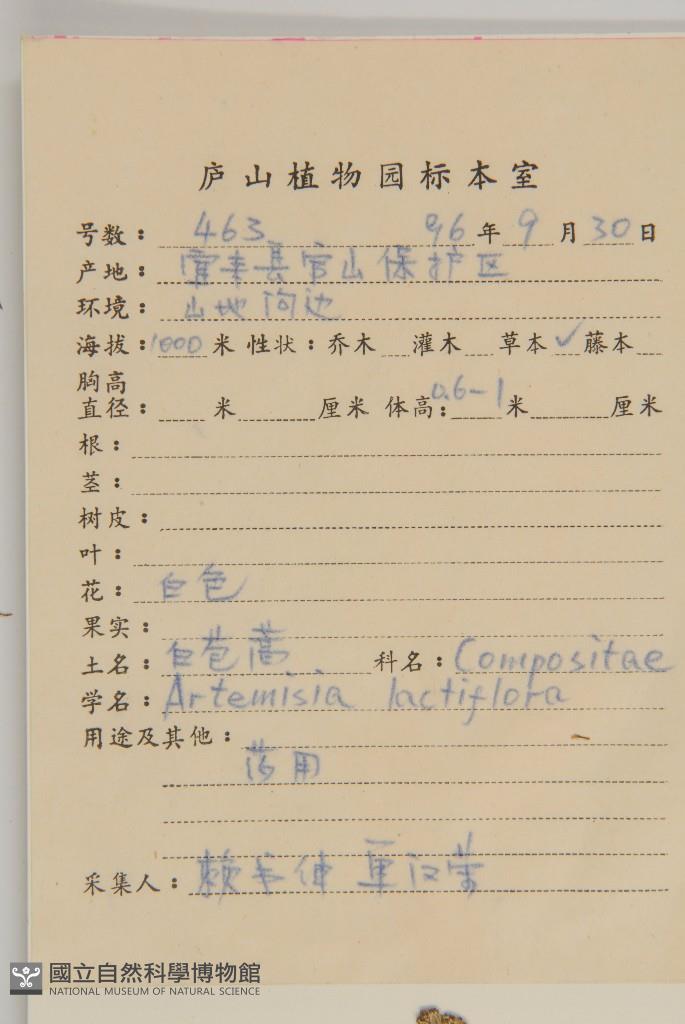 庐山植物园标本室
号数：463 96年9月30日
产地：宜丰县官山保护区
环境：山地沟边
海拔：1000米 性状：乔木 灌木 草本✓藤本
胸高
直径： 米 厘米 体高：0.6-1米 厘米
根：
茎：
树皮：
叶：
花：白色
果实：
土名：白苞蒿 科名：Compositae
学名：Artemisia lactiflora
用途及其他：
药用
采集人：赖书绅
國立自然科學博物館
NATIONAL MUSEUM OF NATURAL SCIENCE